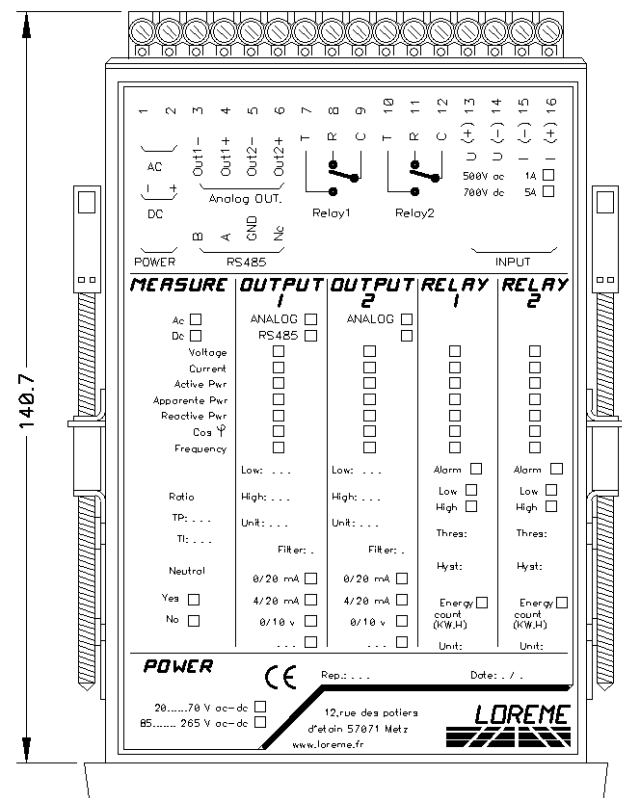 140.7
1 2 3 4 5 6 7 8 9 10 11 12 13 14 15 16
Out1- Out1+ Out2- Out2+ T R C T R C U (+) U (-) I (-) I (+)
AC
- +
DC
Analog OUT.
500V ac 1A
700V dc 5A
Relay1 Relay2
B A GND Nc
POWER RS485 INPUT
MEASURE OUTPUT OUTPUT RELAY RELAY
1 2 1 2
Ac ANALOG ANALOG
Dc RS485
Voltage
Current
Active Pwr
Apparente Pwr
Reactive Pwr
Cos φ
Frequency
Low: ... Low: ... Alarm Alarm
Low Low
Ratio High: ... High: ... High High
TP: ... Unit: ... Unit: ...
Thres: Thres:
TI: ...
Filter: . Filter: .
Neutral Hyst: Hyst:
0/20 mA 0/20 mA
Yes 4/20 mA 4/20 mA Energy Energy
count count
No 0/10 v 0/10 v (KW,H) (KW,H)
... ... Unit: Unit:
POWER CE Rep.: ... Date: . / .
20......70 V ac-dc
85....... 265 V ac-dc
12,rue des potiers
d'etain 57071 Metz
www.loreme.fr
LOREME